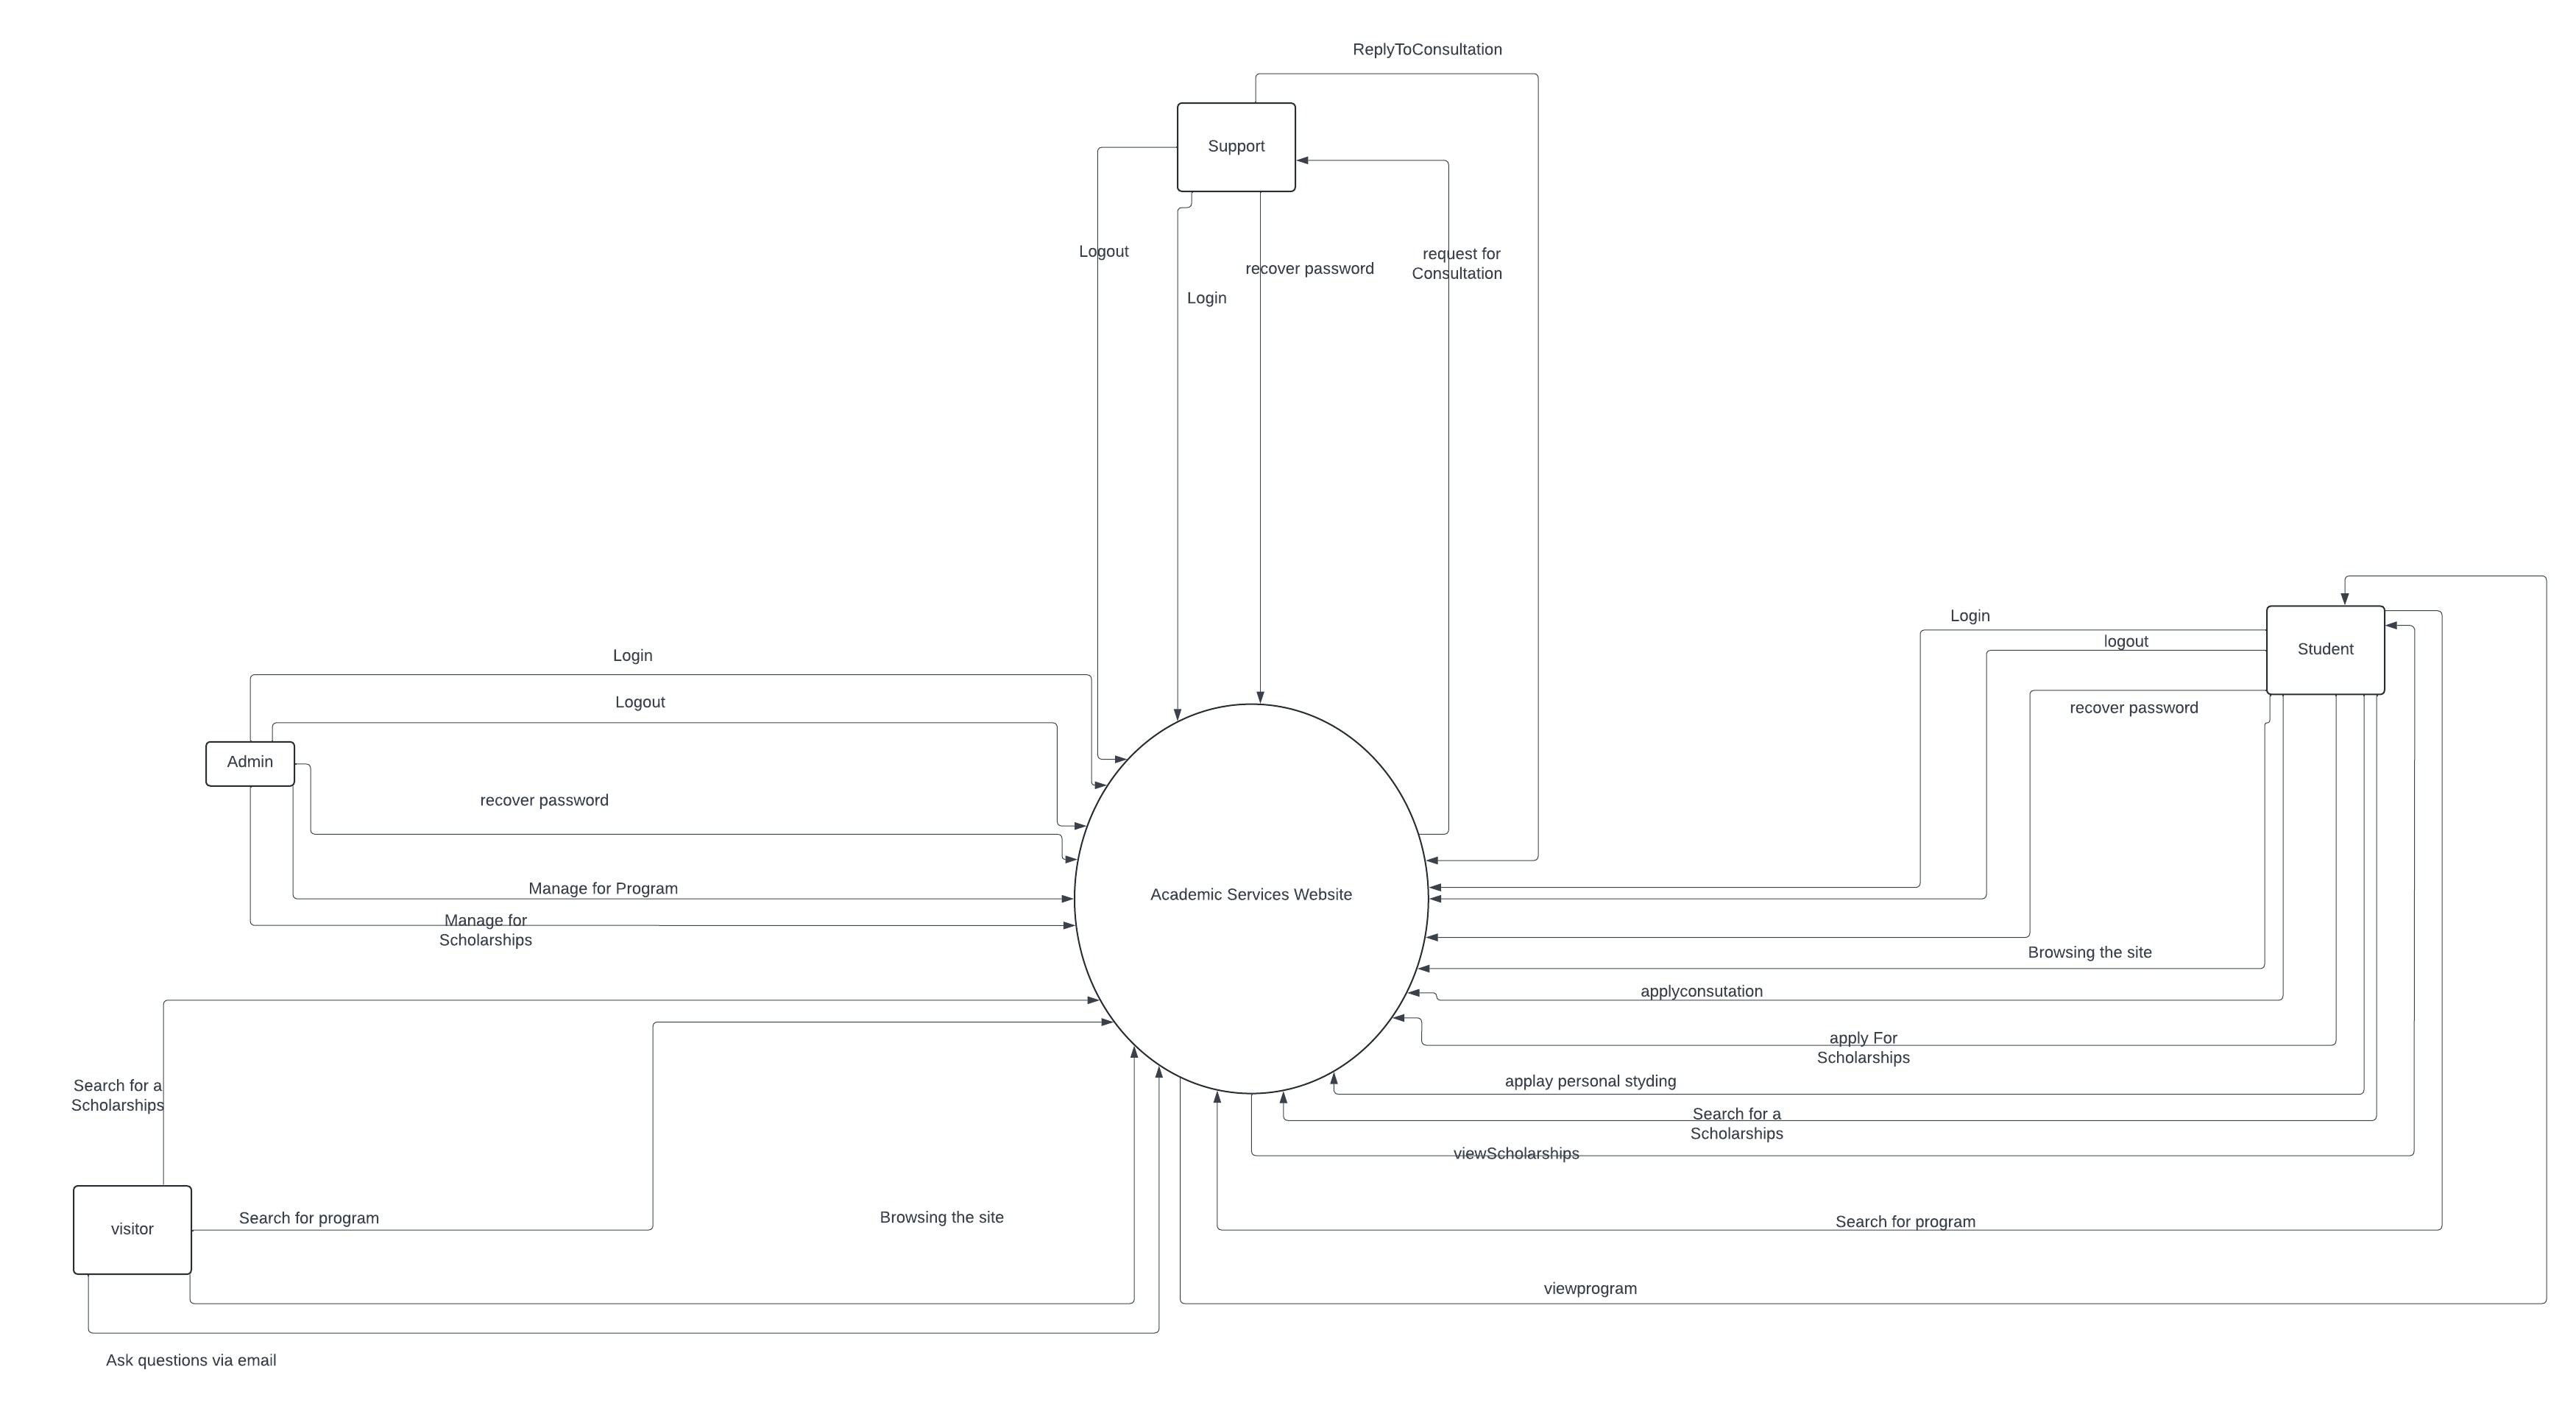 ReplyToConsultation
Support
Logout
request for
Consultation
recover password
Login
Login
logout
Student
Login
Logout
recover password
Admin
recover password
Manage for Program
Academic Services Website
Manage for
Scholarships
Browsing the site
applyconsutation
apply For
Scholarships
Search for a
Scholarships
applay personal styding
Search for a
Scholarships
viewScholarships
visitor
Search for program
Browsing the site
Search for program
viewprogram
Ask questions via email